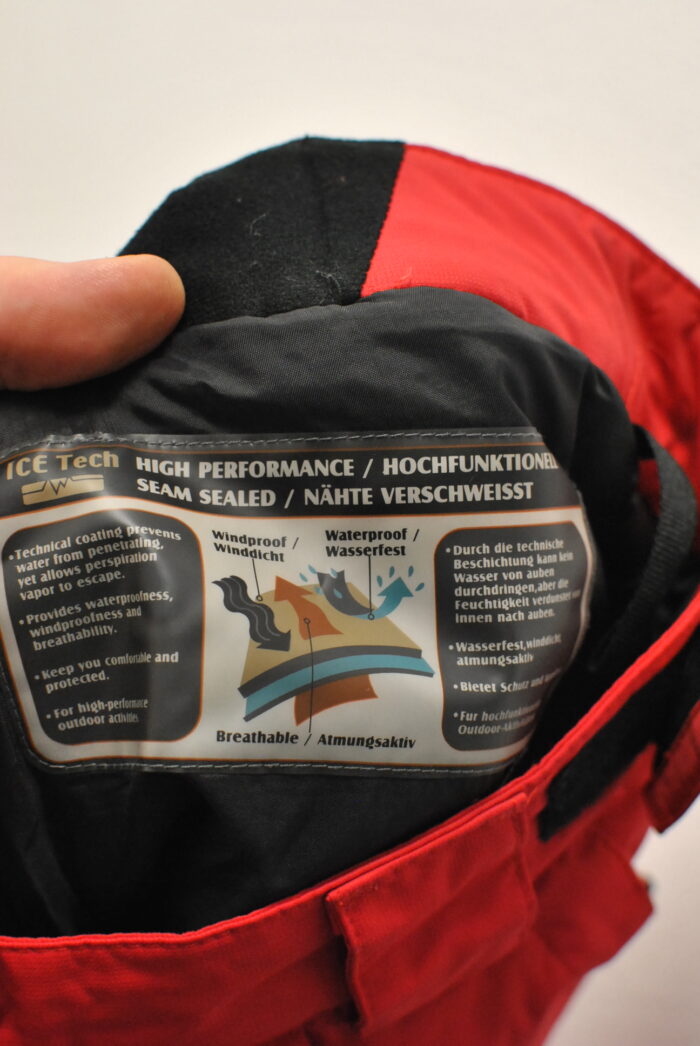 ICE Tech
HIGH PERFORMANCE / HOCHFUNKTIONELL
SEAM SEALED / NÄHTE VERSCHWEISST
•Technical coating prevents
water from penetrating,
yet allows perspiration
vapor to escape.
•Provides waterproofness,
windproofness and
breathability.
•Keep you comfortable and
protected.
•For high-performance
outdoor activities
Windproof /
Winddicht
Waterproof /
Wasserfest
Breathable / Atmungsaktiv
•Durch die technische
Beschichtung kann kein
Wasser von außen
durchdringen,aber die
Feuchtigkeit verdunstet von
innen nach außen.
•Wasserfest,winddicht,
atmungsaktiv
•Bietet Schutz und
•Für
Outdoor-Aktivitäten